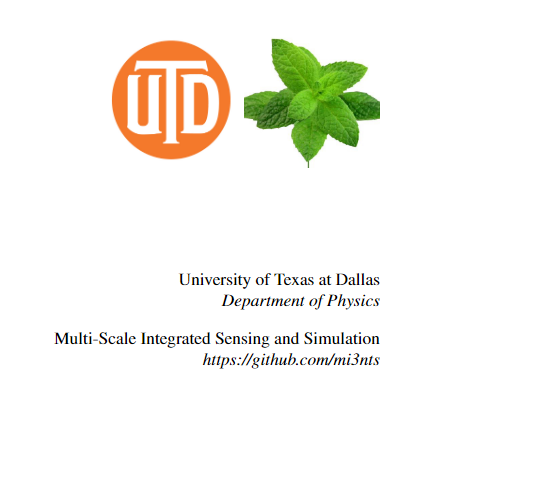 UTD
University of Texas at Dallas
Department of Physics
Multi-Scale Integrated Sensing and Simulation
https://github.com/mi3nts